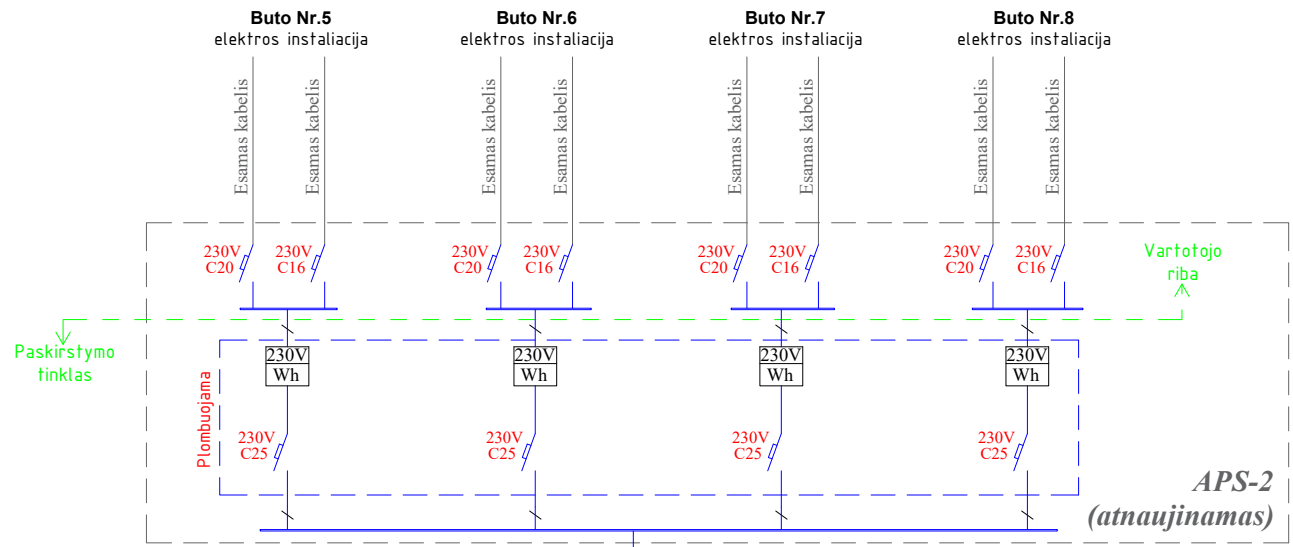 Buto Nr.5
elektros instaliacija
Buto Nr.6
elektros instaliacija
Buto Nr.7
elektros instaliacija
Buto Nr.8
elektros instaliacija
Esamas kabelis
Esamas kabelis
Esamas kabelis
Esamas kabelis
Esamas kabelis
Esamas kabelis
Esamas kabelis
Esamas kabelis
230V
C20
230V
C16
230V
C20
230V
C16
230V
C20
230V
C16
230V
C20
230V
C16
Vartotojo
riba
Paskirstymo
tinklas
230V
Wh
230V
Wh
230V
Wh
230V
Wh
Plombuojama
230V
C25
230V
C25
230V
C25
230V
C25
APS-2
(atnaujinamas)